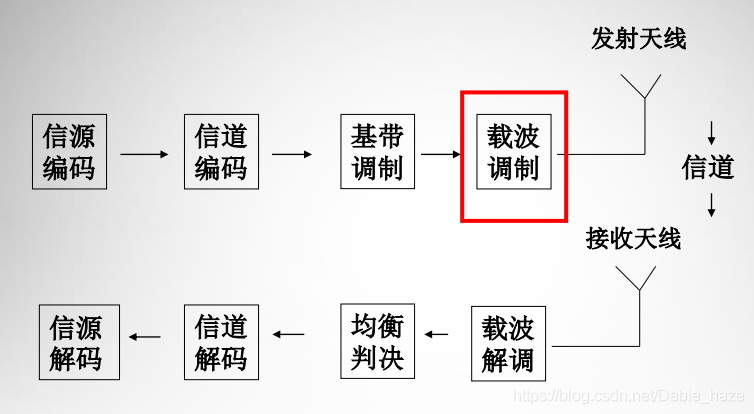 发射天线
信源
编码
信道
编码
基带
调制
载波
调制
信道
接收天线
信源
解码
信道
解码
均衡
判决
载波
解调
https://blog.csdn.net/Dabie_haze